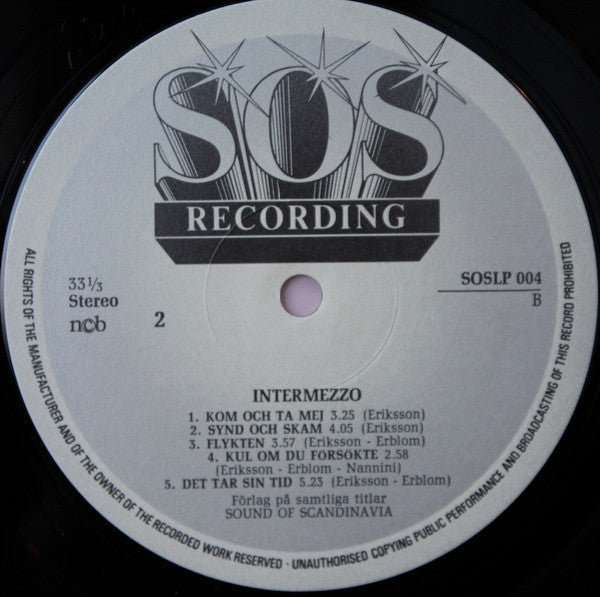 SOS
RECORDING
33⅓
Stereo
ncb
2
SOSLP 004
B
INTERMEZZO
1. KOM OCH TA MEJ 3.25 (Eriksson)
2. SYND OCH SKAM 4.05 (Eriksson)
3. FLYKTEN 3.57 (Eriksson - Erblom)
4. KUL OM DU FÖRSÖKTE 2.58
(Eriksson - Erblom - Nannini)
5. DET TAR SIN TID 5.23 (Eriksson - Erblom)
Förlag på samtliga titlar
SOUND OF SCANDINAVIA
ALL RIGHTS OF THE MANUFACTURER AND OF THE OWNER OF THE RECORDED WORK RESERVED · UNAUTHORISED COPYING PUBLIC PERFORMANCE AND BROADCASTING OF THIS RECORD PROHIBITED